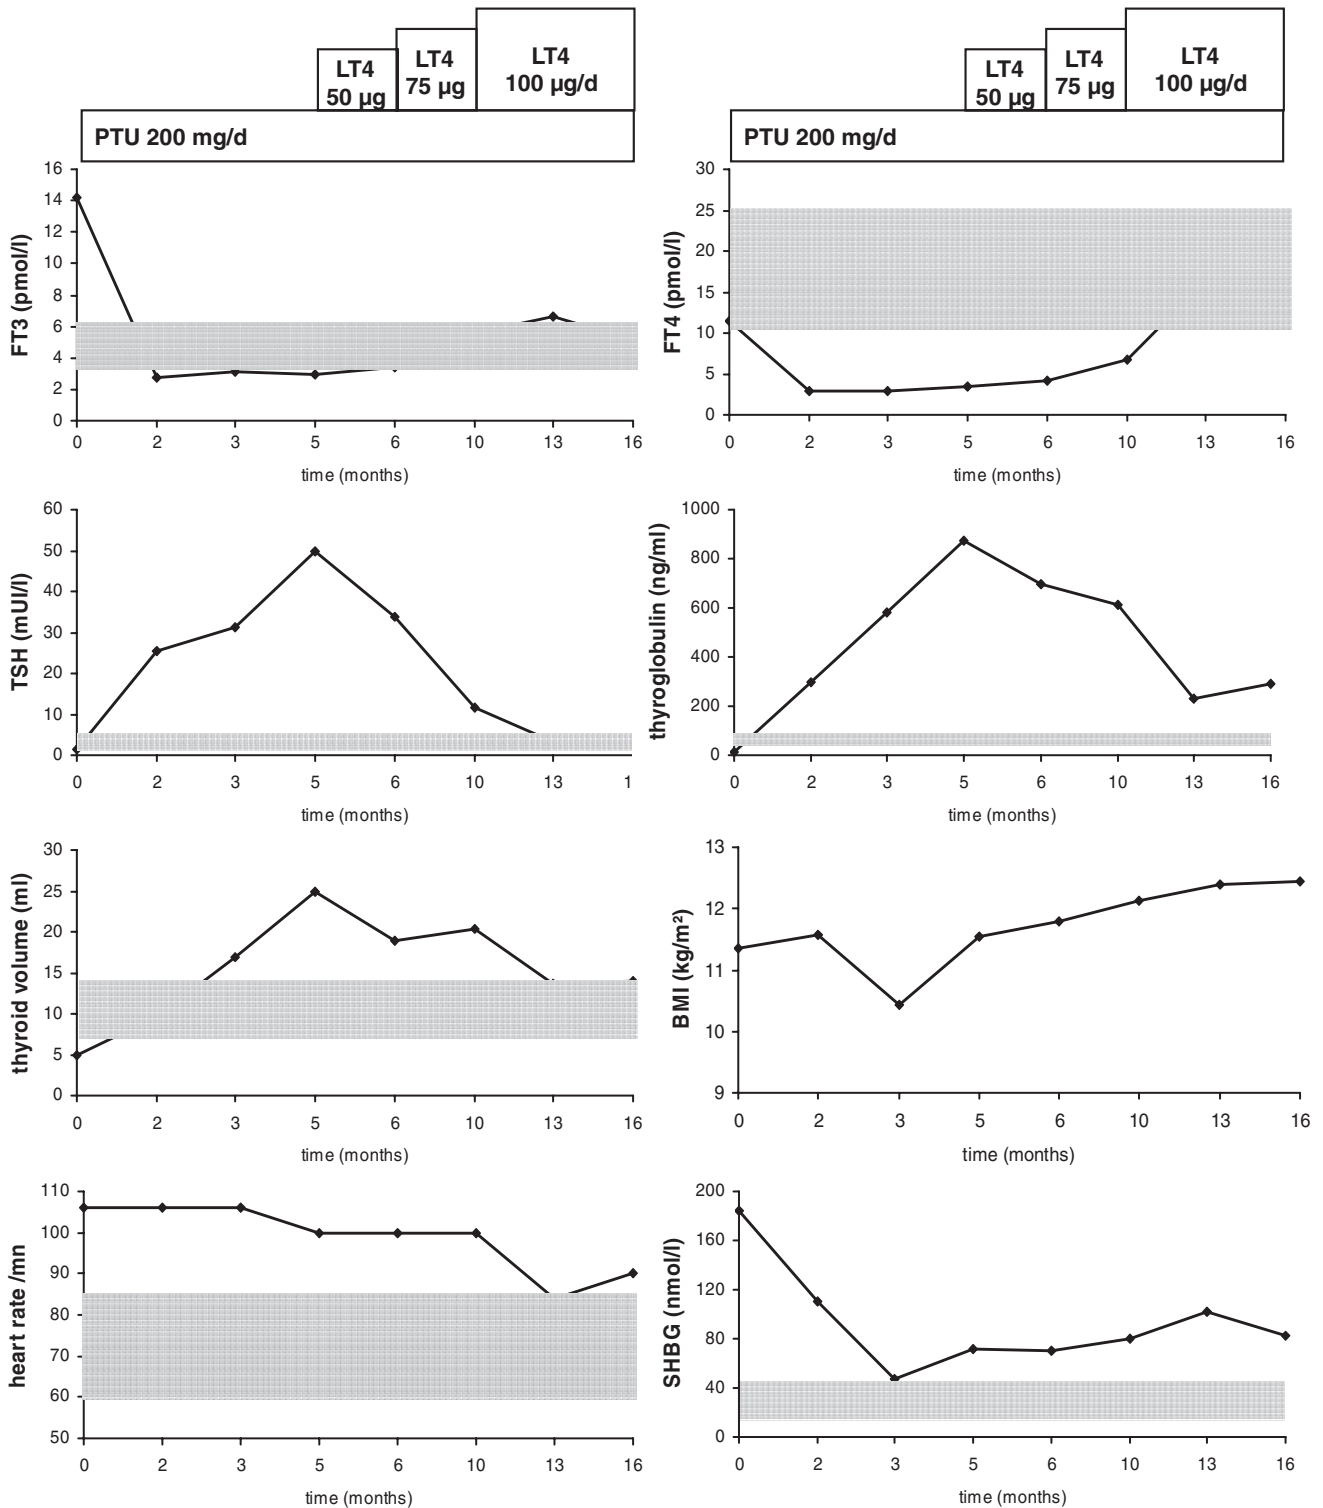 LT4
50 µg
LT4
75 µg
LT4
100 µg/d
PTU 200 mg/d
LT4
50 µg
LT4
75 µg
LT4
100 µg/d
PTU 200 mg/d
FT3 (pmol/l)
16
14
12
10
8
6
4
2
0
0 2 3 5 6 10 13 16
time (months)
FT4 (pmol/l)
30
25
20
15
10
5
0
0 2 3 5 6 10 13 16
time (months)
TSH (mUI/l)
60
50
40
30
20
10
0
0 2 3 5 6 10 13 1
time (months)
thyroglobulin (ng/ml)
1000
800
600
400
200
0
0 2 3 5 6 10 13 16
time (months)
thyroid volume (ml)
30
25
20
15
10
5
0
0 2 3 5 6 10 13 16
time (months)
BMI (kg/m²)
13
12
11
10
9
0 2 3 5 6 10 13 16
time (months)
heart rate /mn
110
100
90
80
70
60
50
0 2 3 5 6 10 13 16
time (months)
SHBG (nmol/l)
200
160
120
80
40
0
0 2 3 5 6 10 13 16
time (months)